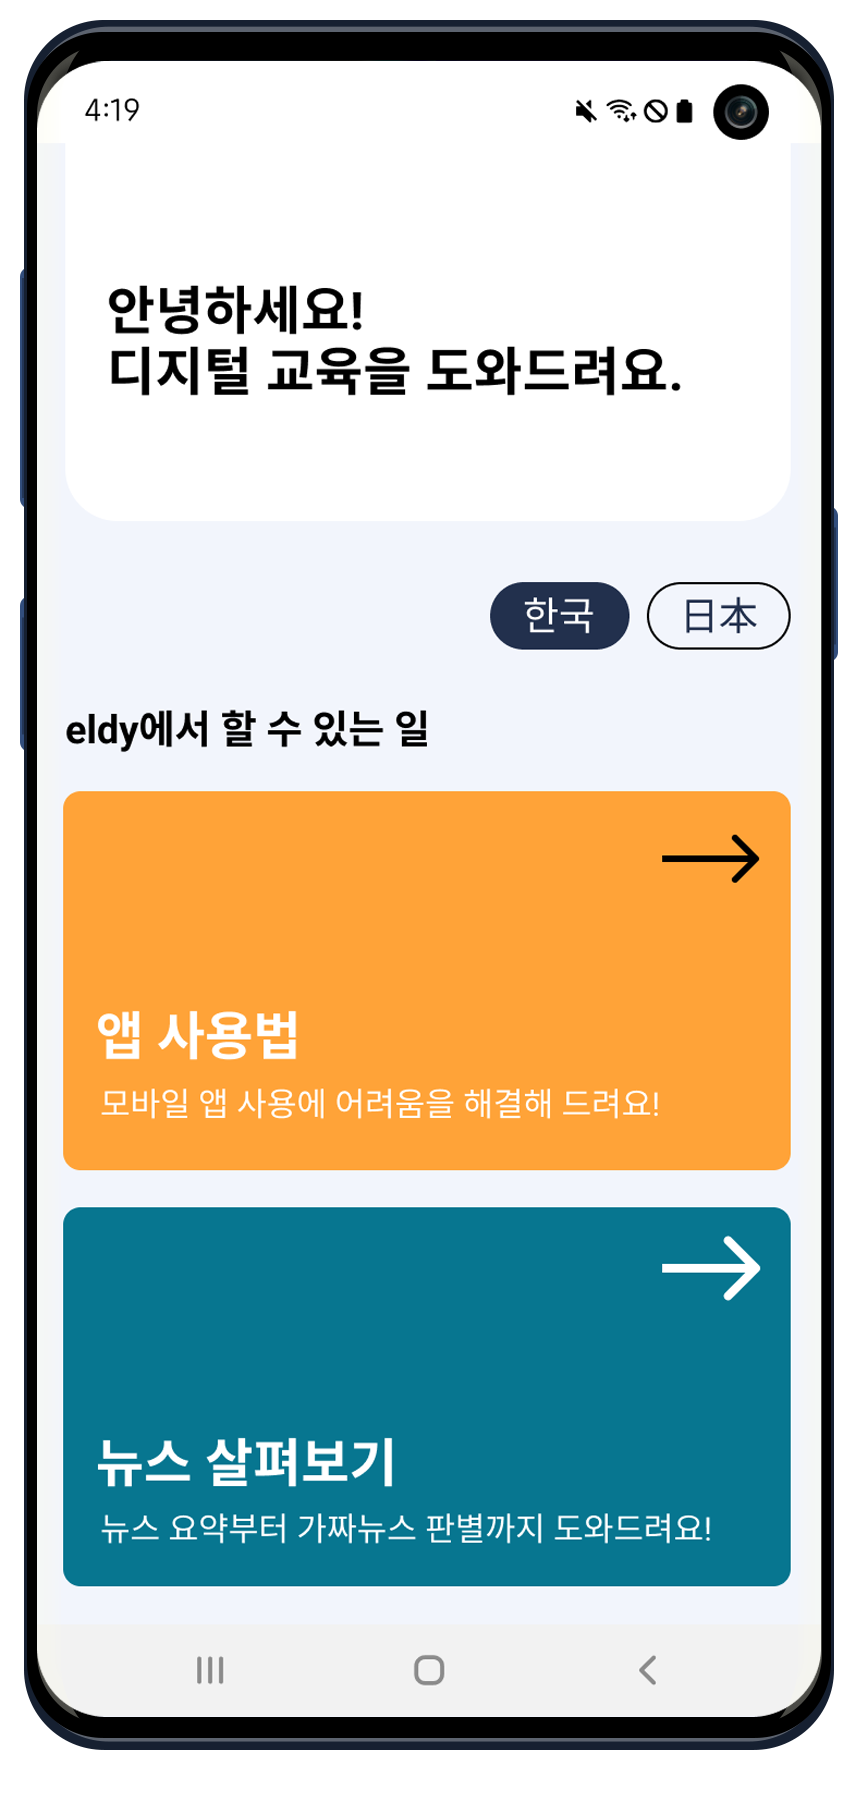 4:19
안녕하세요!
디지털 교육을 도와드려요.
한국
日本
eldy에서 할 수 있는 일
앱 사용법
모바일 앱 사용에 어려움을 해결해 드려요!
뉴스 살펴보기
뉴스 요약부터 가짜뉴스 판별까지 도와드려요!